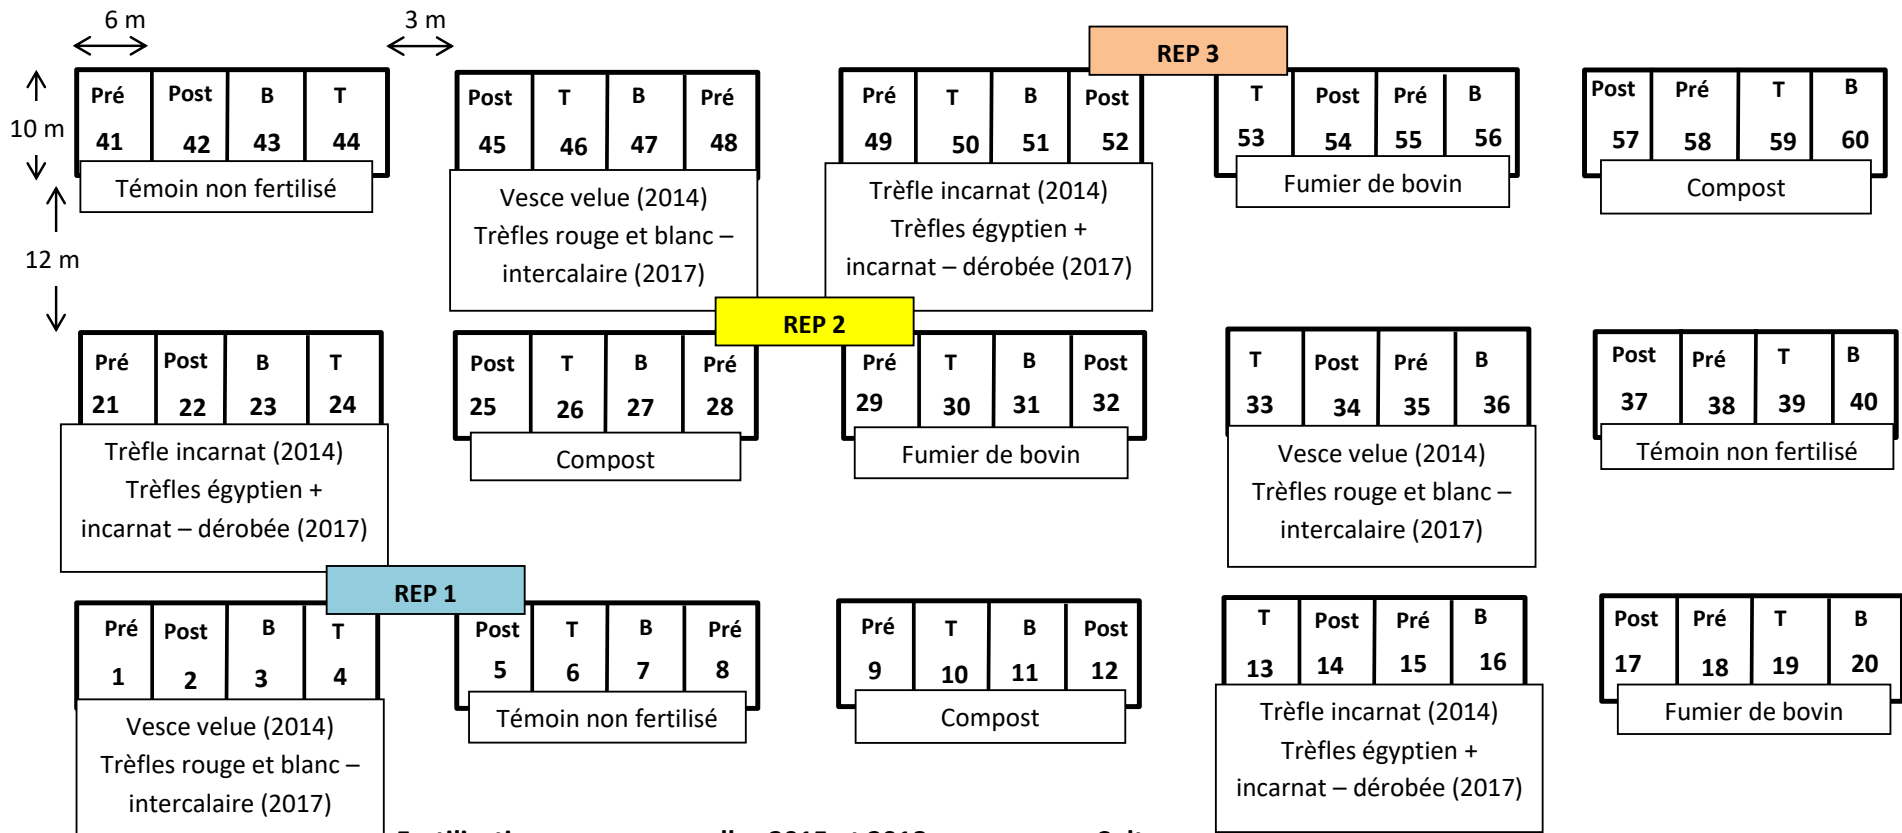 6 m 3 m
REP 3
Pré Post B T Post T B Pré Pré T B Post T Post Pré B Post Pré T B
10 m
41 42 43 44 45 46 47 48 49 50 51 52 53 54 55 56 57 58 59 60
Témoin non fertilisé
Vesce velue (2014)
Trèfles rouge et blanc –
intercalaire (2017)
Trèfle incarnat (2014)
Trèfles égyptien +
incarnat – dérobée (2017)
Fumier de bovin
Compost
12 m
REP 2
Pré Post B T Post T B Pré Pré T B Post T Post Pré B Post Pré T B
21 22 23 24 25 26 27 28 29 30 31 32 33 34 35 36 37 38 39 40
Trèfle incarnat (2014)
Trèfles égyptien +
incarnat – dérobée (2017)
Compost
Fumier de bovin
Vesce velue (2014)
Trèfles rouge et blanc –
intercalaire (2017)
Témoin non fertilisé
REP 1
Pré Post B T Post T B Pré Pré T B Post T Post Pré B Post Pré T B
1 2 3 4 5 6 7 8 9 10 11 12 13 14 15 16 17 18 19 20
Vesce velue (2014)
Trèfles rouge et blanc –
intercalaire (2017)
Témoin non fertilisé
Compost
Trèfle incarnat (2014)
Trèfles égyptien +
incarnat – dérobée (2017)
Fumier de bovin